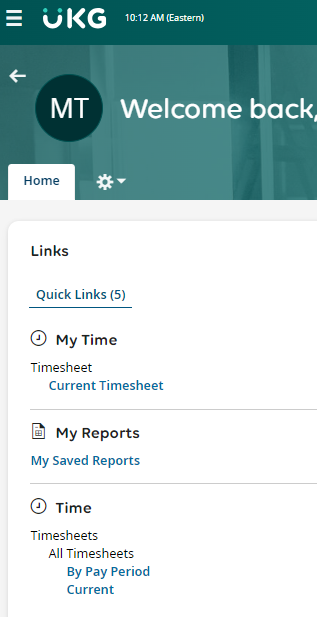 UKG 10:12 AM (Eastern)
MT
Welcome back,
Home
Links
Quick Links (5)
My Time
Timesheet
Current Timesheet
My Reports
My Saved Reports
Time
Timesheets
All Timesheets
By Pay Period
Current